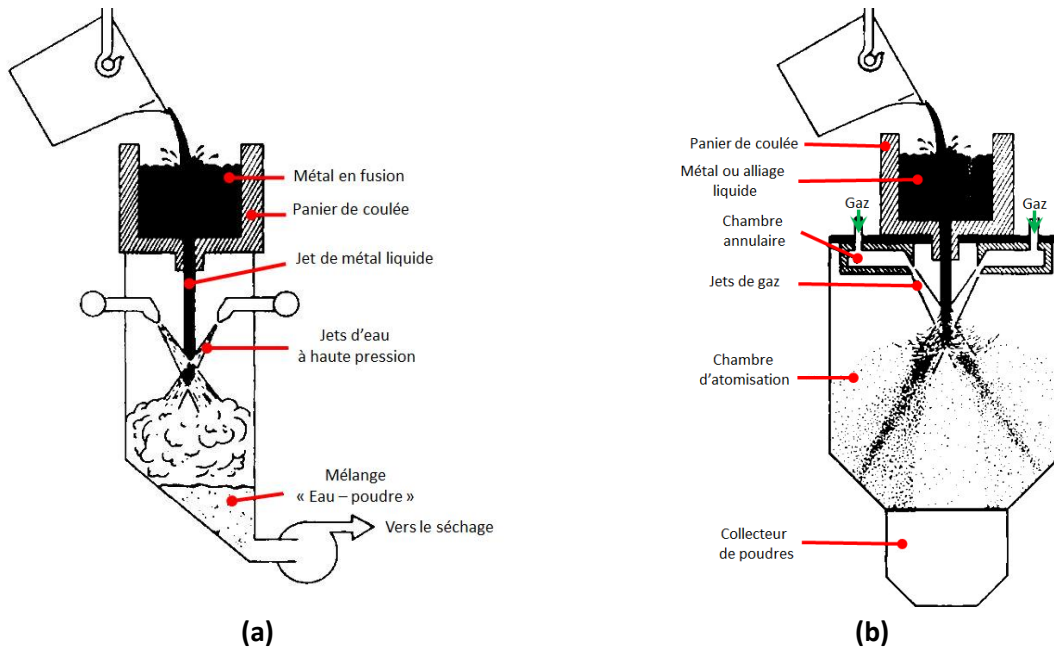 Métal en fusion
Panier de coulée
Jet de métal liquide
Jets d'eau
à haute pression
Mélange
« Eau – poudre »
Vers le séchage
(a)
Panier de coulée
Métal ou alliage
liquide
Gaz
Gaz
Chambre
annulaire
Jets de gaz
Chambre
d'atomisation
Collecteur
de poudres
(b)